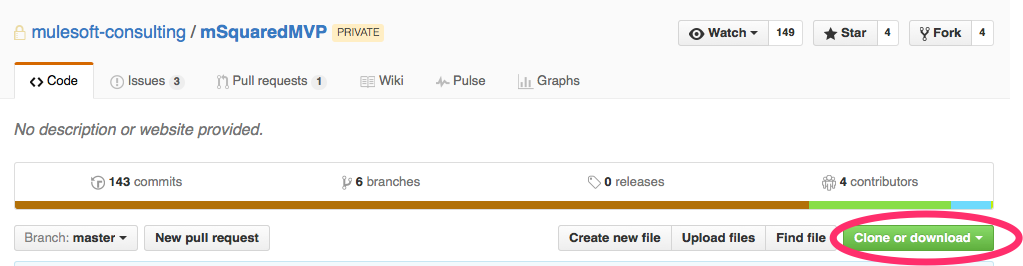 mulesoft-consulting / mSquaredMVP PRIVATE Watch 149 Star 4 Fork 4
Code Issues 3 Pull requests 1 Wiki Pulse Graphs
No description or website provided.
143 commits 6 branches 0 releases 4 contributors
Branch: master New pull request Create new file Upload files Find file Clone or download